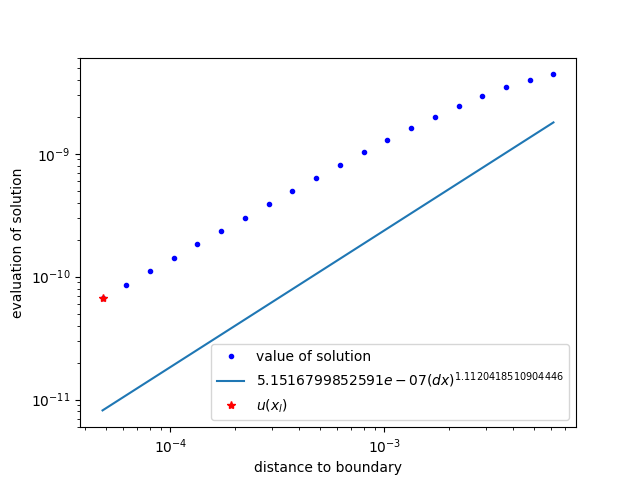 10⁻⁹
10⁻¹⁰
10⁻¹¹
evaluation of solution
value of solution
5.1516799852591e − 07(dx)^1.1120418510904446
u(x_l)
10⁻⁴ 10⁻³
distance to boundary